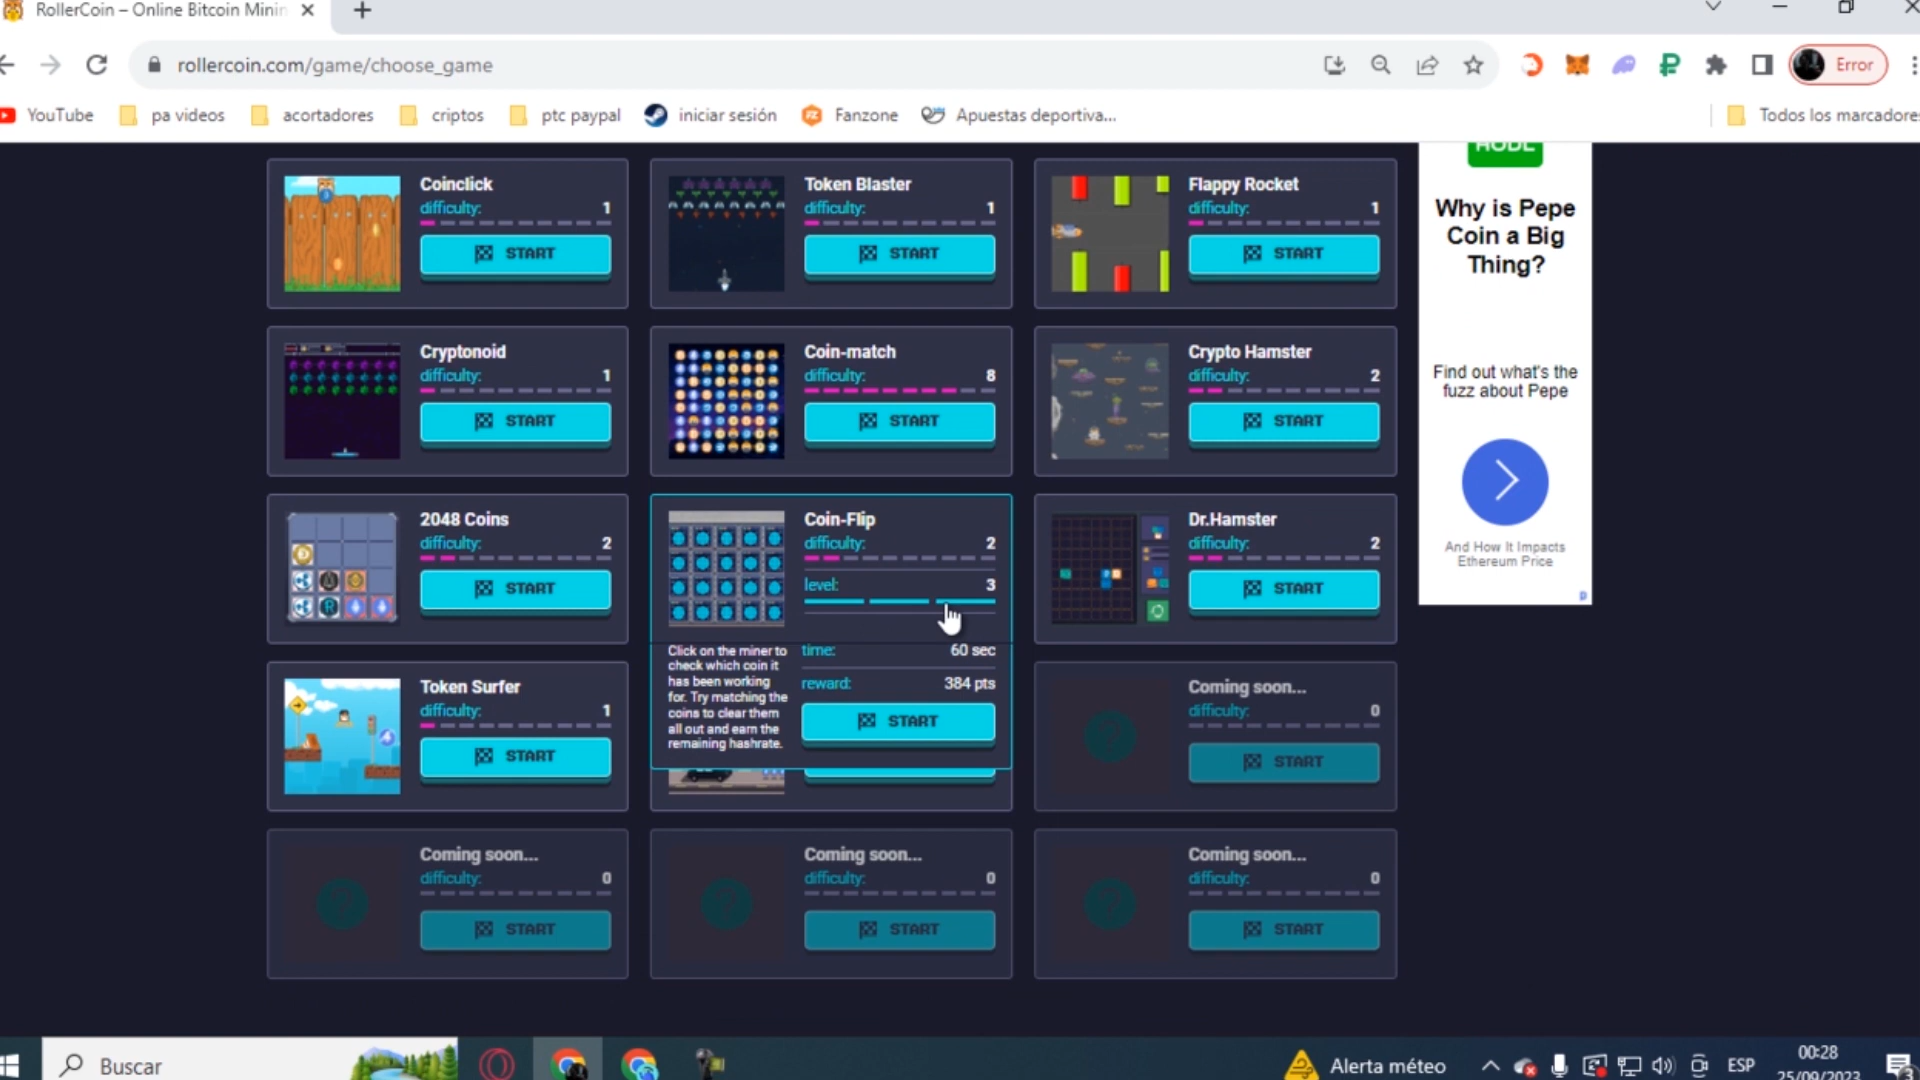 RollerCoin – Online Bitcoin Minin
rollercoin.com/game/choose_game
Error
YouTube
pa videos
acortadores
criptos
ptc paypal
iniciar sesión
Fanzone
Apuestas deportiva...
Todos los marcadores
Coinclick
difficulty: 1
START
Token Blaster
difficulty: 1
START
Flappy Rocket
difficulty: 1
START
HODL
Why is Pepe
Coin a Big
Thing?
Find out what's the
fuzz about Pepe
And How It Impacts
Ethereum Price
Cryptonoid
difficulty: 1
START
Coin-match
difficulty: 8
START
Crypto Hamster
difficulty: 2
START
2048 Coins
difficulty: 2
START
Coin-Flip
difficulty: 2
level: 3
Click on the miner to
check which coin it
has been working
for. Try matching the
coins to clear them
all out and earn the
remaining hashrate.
time: 60 sec
reward: 384 pts
START
Dr.Hamster
difficulty: 2
START
Token Surfer
difficulty: 1
START
Coming soon...
difficulty: 0
START
Coming soon...
difficulty: 0
START
Coming soon...
difficulty: 0
START
Coming soon...
difficulty: 0
START
Buscar
Alerta méteo
ESP
00:28
25/09/2023
3